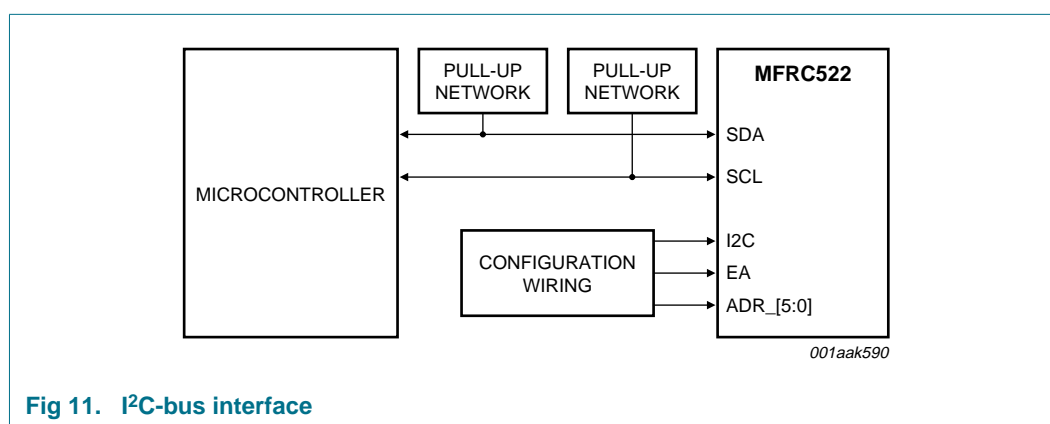 PULL-UP
NETWORK
PULL-UP
NETWORK
MFRC522
SDA
SCL
MICROCONTROLLER
I2C
CONFIGURATION
WIRING
EA
ADR_[5:0]
001aak590
Fig 11. I²C-bus interface